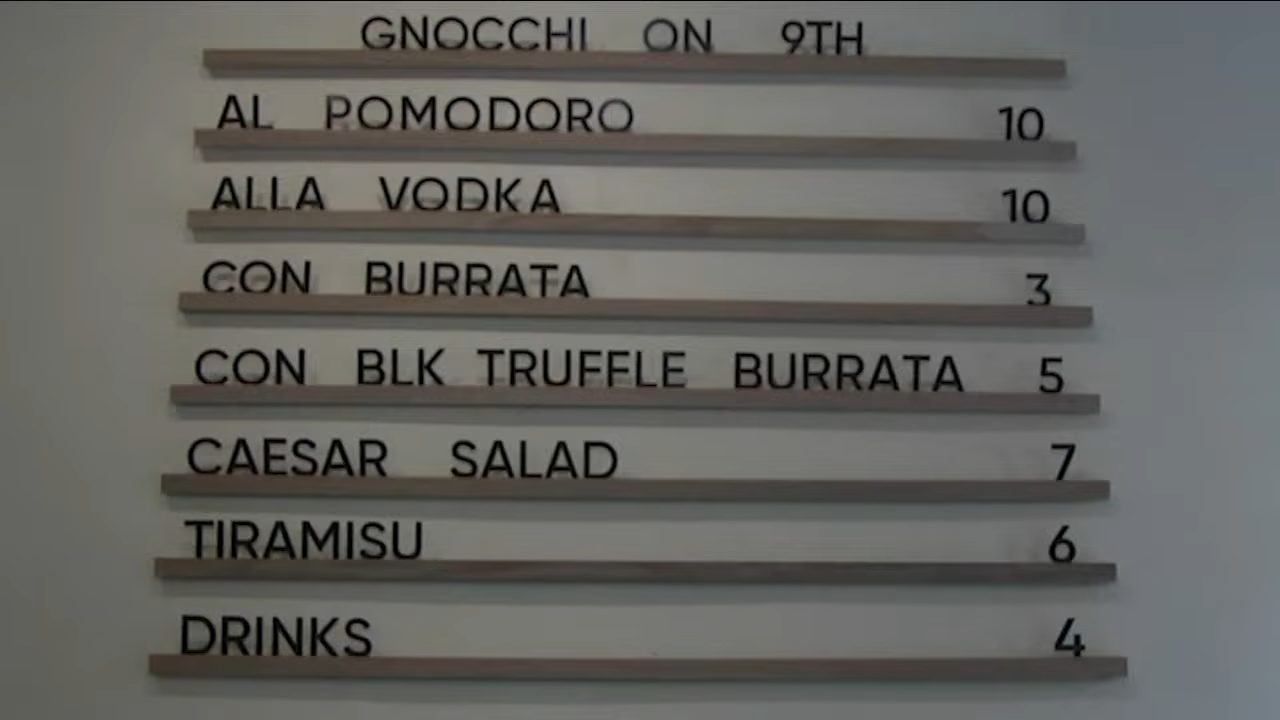 GNOCCHI ON 9TH
AL POMODORO 10
ALLA VODKA 10
CON BURRATA 3
CON BLK TRUFFLE BURRATA 5
CAESAR SALAD 7
TIRAMISU 6
DRINKS 4